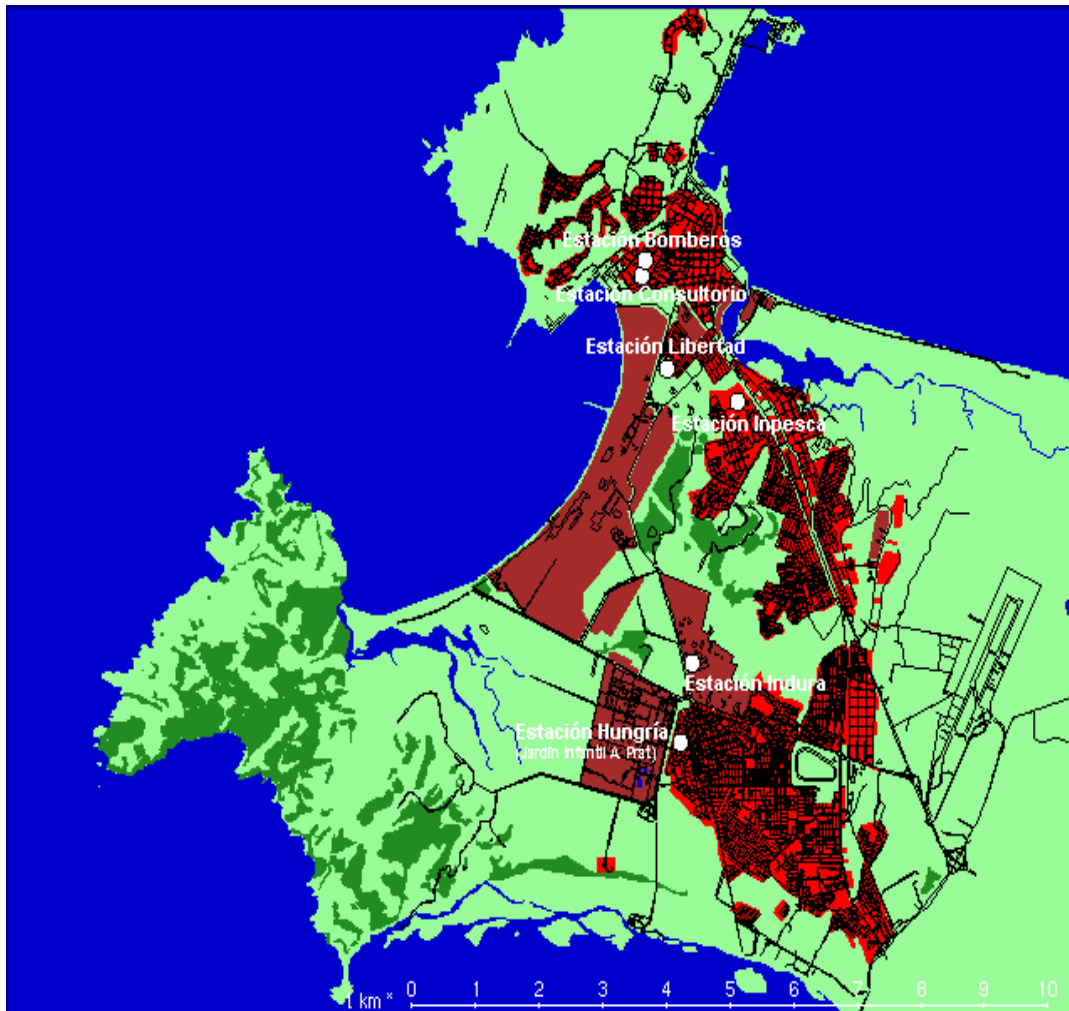 Estación Bomberos
Estación Consultorio
Estación Libertad
Estación Inpesca
Estación Indura
Estación Hungría
(Jardín Infantil A. Prat)
[ km *
0 1 2 3 4 5 6 7 8 9 10